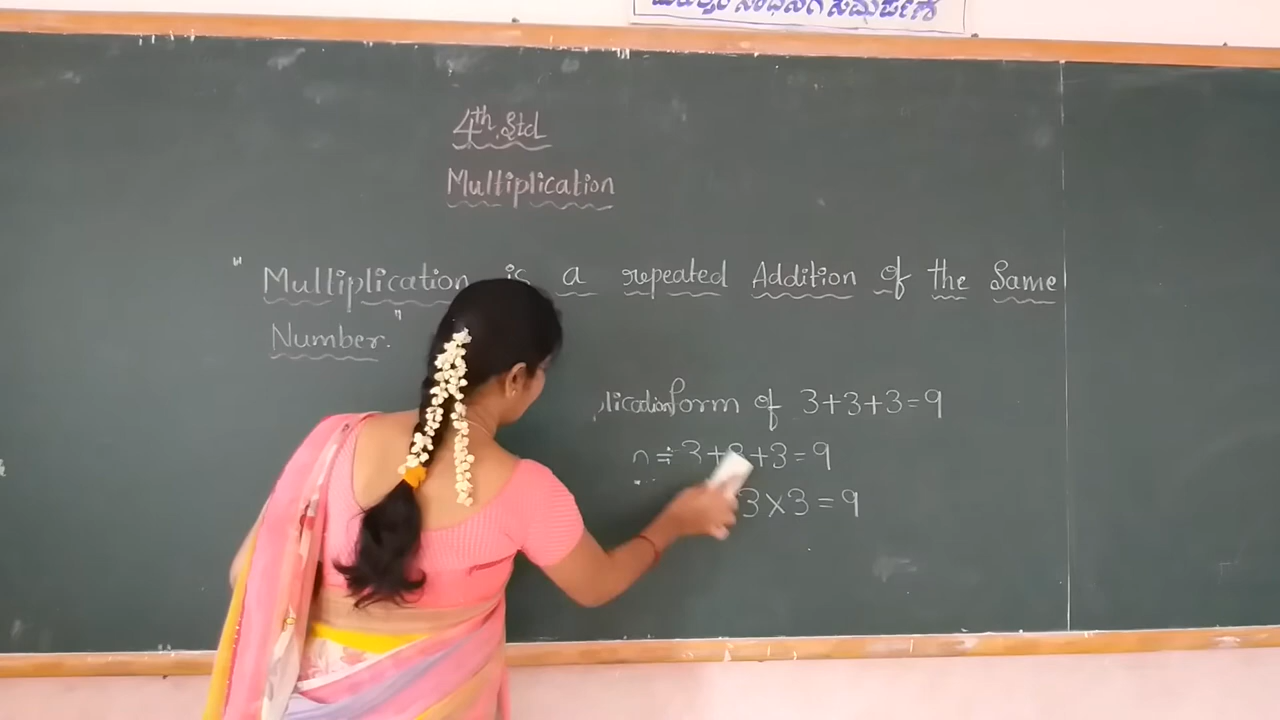 4th Std
Multiplication
"Multiplication is a repeated Addition of the Same
Number."
form of 3+3+3=9
3+3+3=9
3×3=9